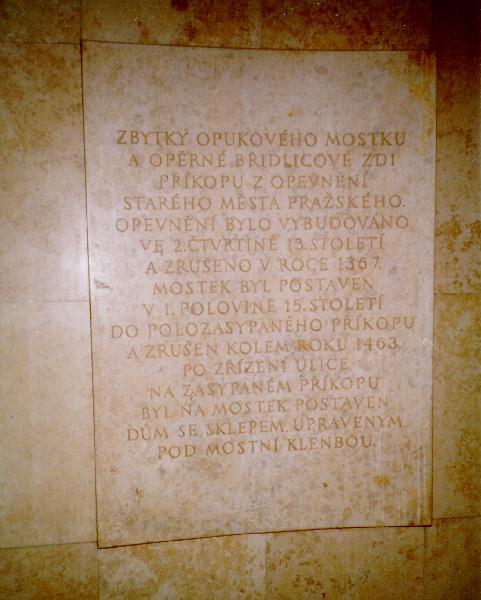 ZBYTKY OPUKOVÉHO MOSTKU
A OPĚRNÉ BŘIDLICOVÉ ZDI
PŘÍKOPU Z OPEVNĚNÍ
STARÉHO MĚSTA PRAŽSKÉHO.
OPEVNĚNÍ BYLO VYBUDOVÁNO
VE 2.ČTVRTINĚ 13.STOLETÍ
A ZRUŠENO V ROCE 1367.
MOSTEK BYL POSTAVEN
V 1.POLOVINĚ 15.STOLETÍ
DO POLOZASYPANÉHO PŘÍKOPU
A ZRUŠEN KOLEM ROKU 1463.
PO ZŘÍZENÍ ULICE
NA ZASYPANÉM PŘÍKOPU
BYL NA MOSTEK POSTAVEN
DŮM SE SKLEPEM, UPRAVENÝM
POD MOSTNÍ KLENBOU.